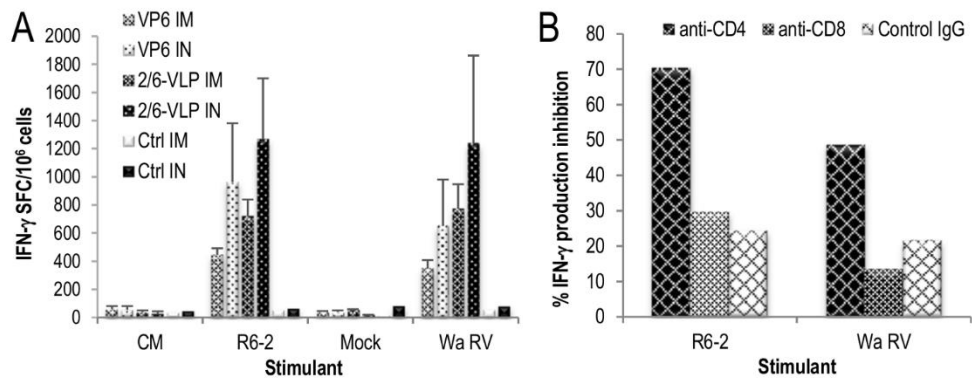 A
VP6 IM
VP6 IN
2/6-VLP IM
2/6-VLP IN
Ctrl IM
Ctrl IN
IFN-γ SFC/10⁶ cells
2000
1800
1600
1400
1200
1000
800
600
400
200
0
CM R6-2 Mock Wa RV
Stimulant
B
anti-CD4 anti-CD8 Control IgG
% IFN-γ production inhibition
80
70
60
50
40
30
20
10
0
R6-2 Wa RV
Stimulant